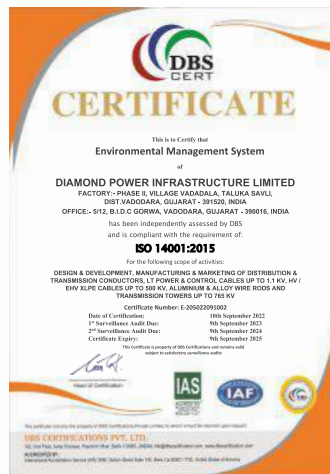 DBS
CERT
CERTIFICATE
This is to Certify that
Environmental Management System
of
DIAMOND POWER INFRASTRUCTURE LIMITED
FACTORY:- PHASE II, VILLAGE VADADALA, TALUKA SAVLI,
DIST.VADODARA, GUJARAT - 391520, INDIA
OFFICE:- 5/12, B.I.D.C GORWA, VADODARA, GUJARAT - 390016, INDIA
has been independently assessed by DBS
and is compliant with the requirement of:
ISO 14001:2015
For the following scope of activities:
DESIGN & DEVELOPMENT, MANUFACTURING & MARKETING OF DISTRIBUTION &
TRANSMISSION CONDUCTORS, LT POWER & CONTROL CABLES UP TO 1.1 KV, HV /
EHV XLPE CABLES UP TO 500 KV, ALUMINIUM & ALLOY WIRE RODS AND
TRANSMISSION TOWERS UP TO 765 KV
Certificate Number: E-205022091002
Date of Certification: 10th September 2022
1st Surveillance Audit Due: 9th September 2023
2nd Surveillance Audit Due: 9th September 2024
Certificate Expiry: 9th September 2025
This Certificate is property of DBS Certifications and remains valid
subject to satisfactory surveillance audits
Head of Certification
IAS
IAF
DBS CERTIFICATIONS PVT. LTD.